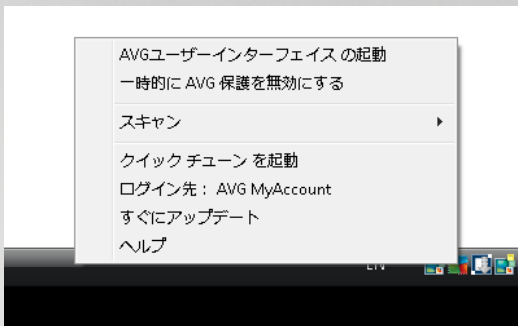 AVGユーザーインターフェイス の起動
一時的に AVG 保護を無効にする
スキャン
クイック チューン を起動
ログイン先： AVG MyAccount
すぐにアップデート
ヘルプ
EN